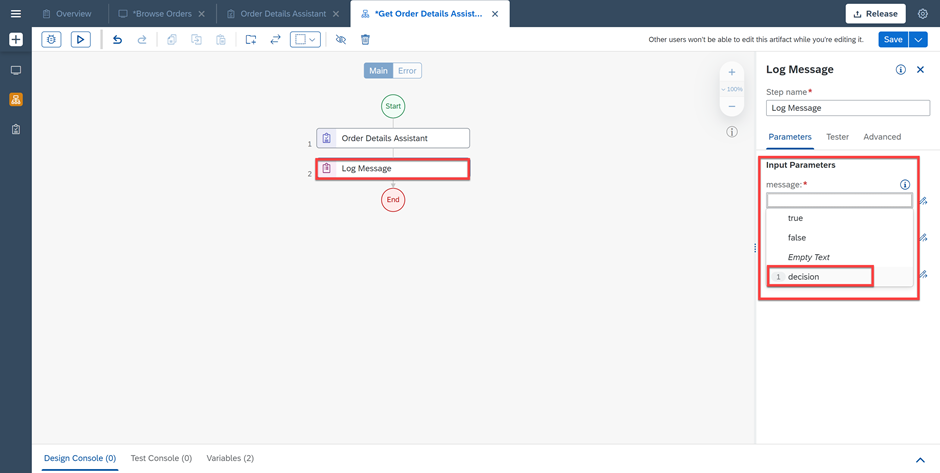 Overview
*Browse Orders
Order Details Assistant
*Get Order Details Assist...
Release
Other users won't be able to edit this artifact while you're editing it.
Save
Main
Error
Start
1
Order Details Assistant
2
Log Message
End
100%
Log Message
Step name*
Log Message
Parameters
Tester
Advanced
Input Parameters
message:*
true
false
Empty Text
1 decision
Design Console (0)
Test Console (0)
Variables (2)